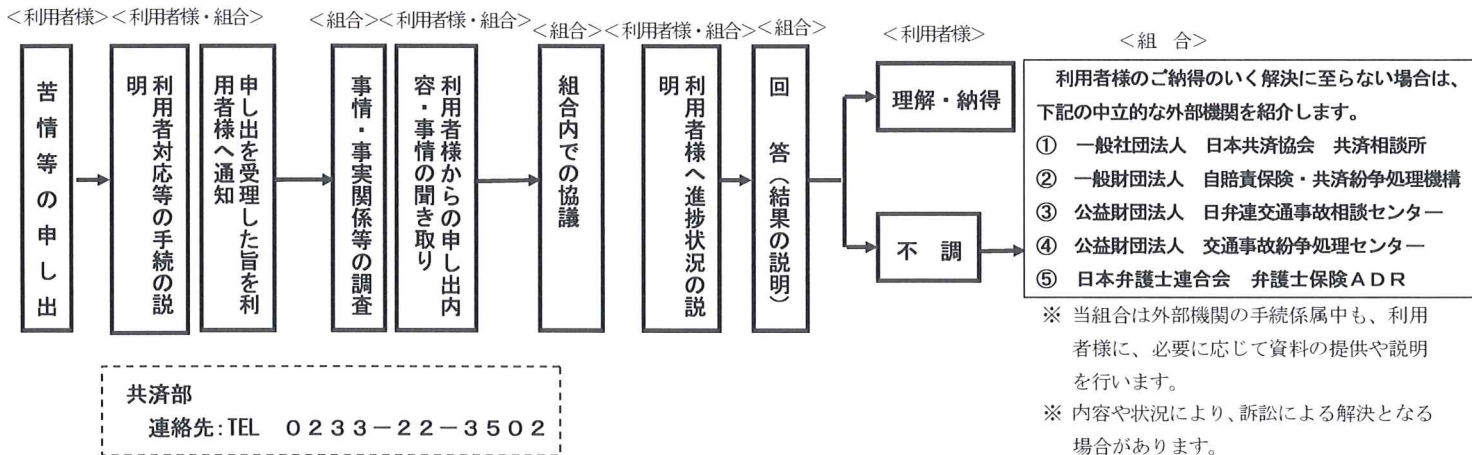 <利用者様>
<利用者様・組合>
<組合>
<利用者様・組合>
<組合>
<利用者様・組合>
<組合>
<利用者様>
<組　合>
苦情等の申し出
利用者対応等の手続の説
明
申し出を受理した旨を利
用者様へ通知
事情・事実関係等の調査
利用者様からの申し出内
容・事情の聞き取り
組合内での協議
利用者様へ進捗状況の説
明
回　答（結果の説明）
理解・納得
不　調
利用者様のご納得のいく解決に至らない場合は、
下記の中立的な外部機関を紹介します。
①　一般社団法人　日本共済協会　共済相談所
②　一般財団法人　自賠責保険・共済紛争処理機構
③　公益財団法人　日弁連交通事故相談センター
④　公益財団法人　交通事故紛争処理センター
⑤　日本弁護士連合会　弁護士保険ＡＤＲ
※ 当組合は外部機関の手続係属中も、利用
者様に、必要に応じて資料の提供や説明
を行います。
※ 内容や状況により、訴訟による解決となる
場合があります。
共済部
連絡先：TEL　０２３３－２２－３５０２